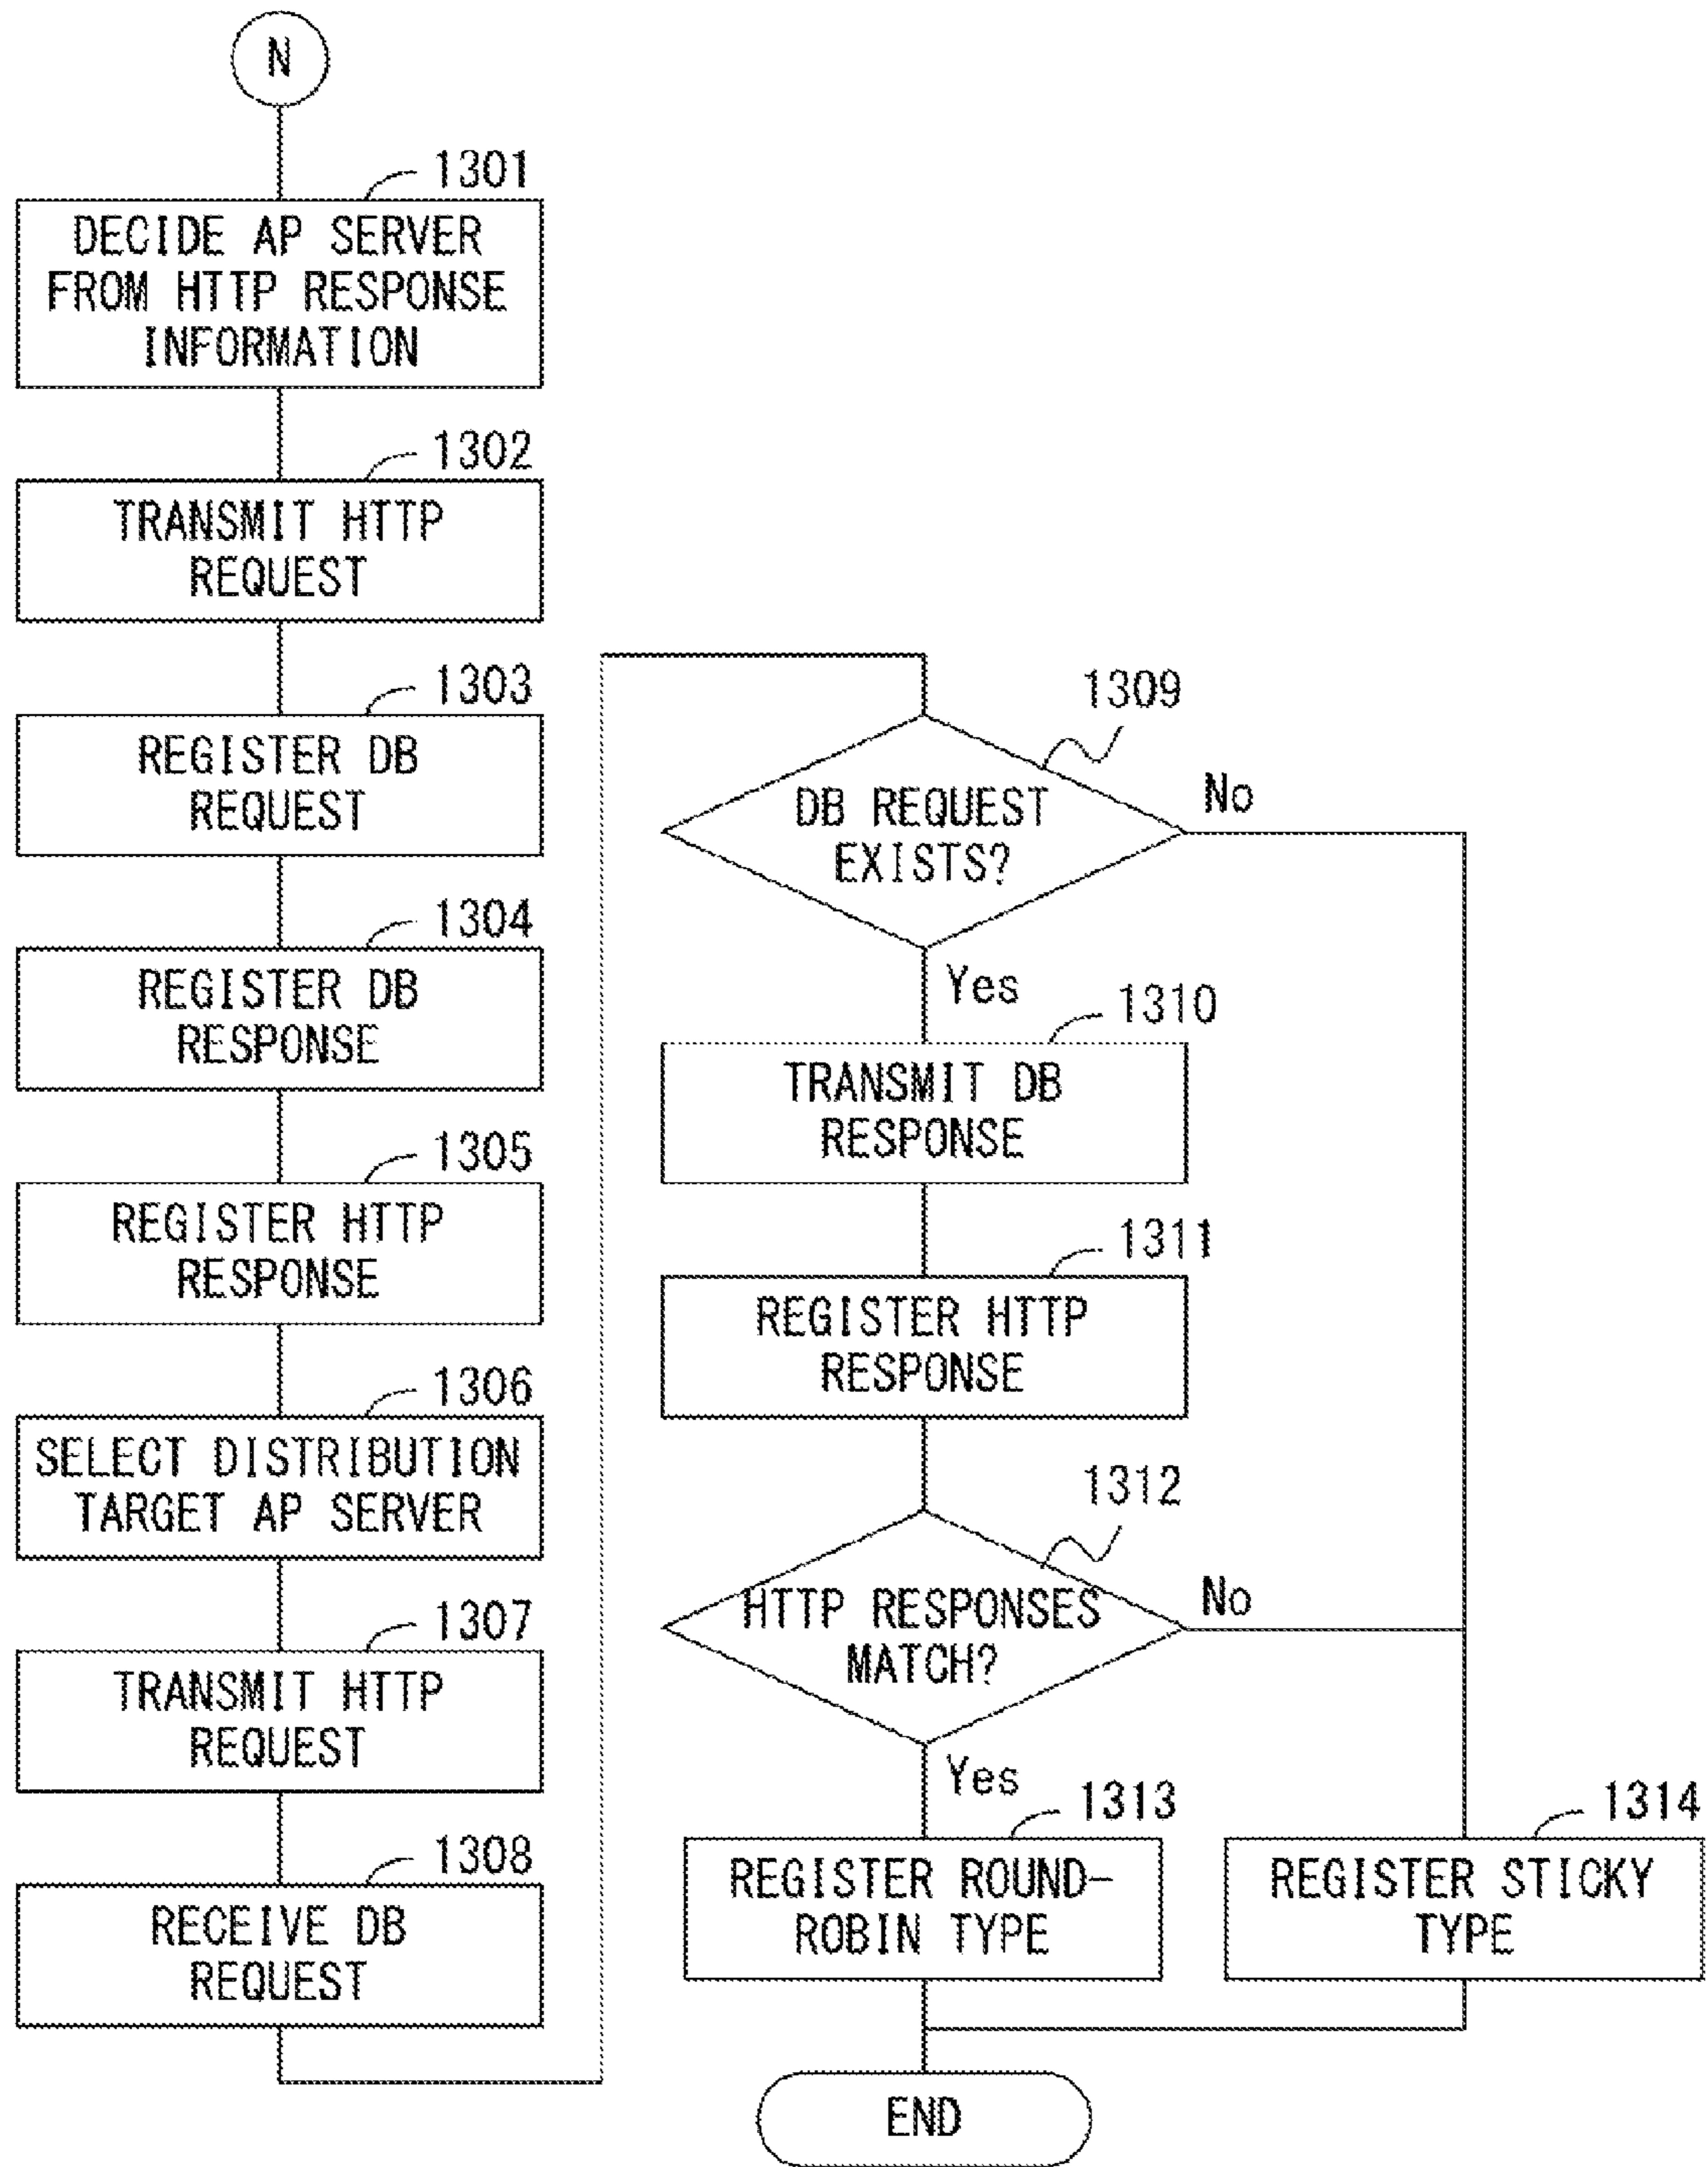 N
1301
DECIDE AP SERVER
FROM HTTP RESPONSE
INFORMATION
1302
TRANSMIT HTTP
REQUEST
1303
REGISTER DB
REQUEST
1304
REGISTER DB
RESPONSE
1305
REGISTER HTTP
RESPONSE
1306
SELECT DISTRIBUTION
TARGET AP SERVER
1307
TRANSMIT HTTP
REQUEST
1308
RECEIVE DB
REQUEST
1309
DB REQUEST
EXISTS?
No
Yes
1310
TRANSMIT DB
RESPONSE
1311
REGISTER HTTP
RESPONSE
1312
HTTP RESPONSES
MATCH?
No
Yes
1313
REGISTER ROUND-
ROBIN TYPE
1314
REGISTER STICKY
TYPE
END